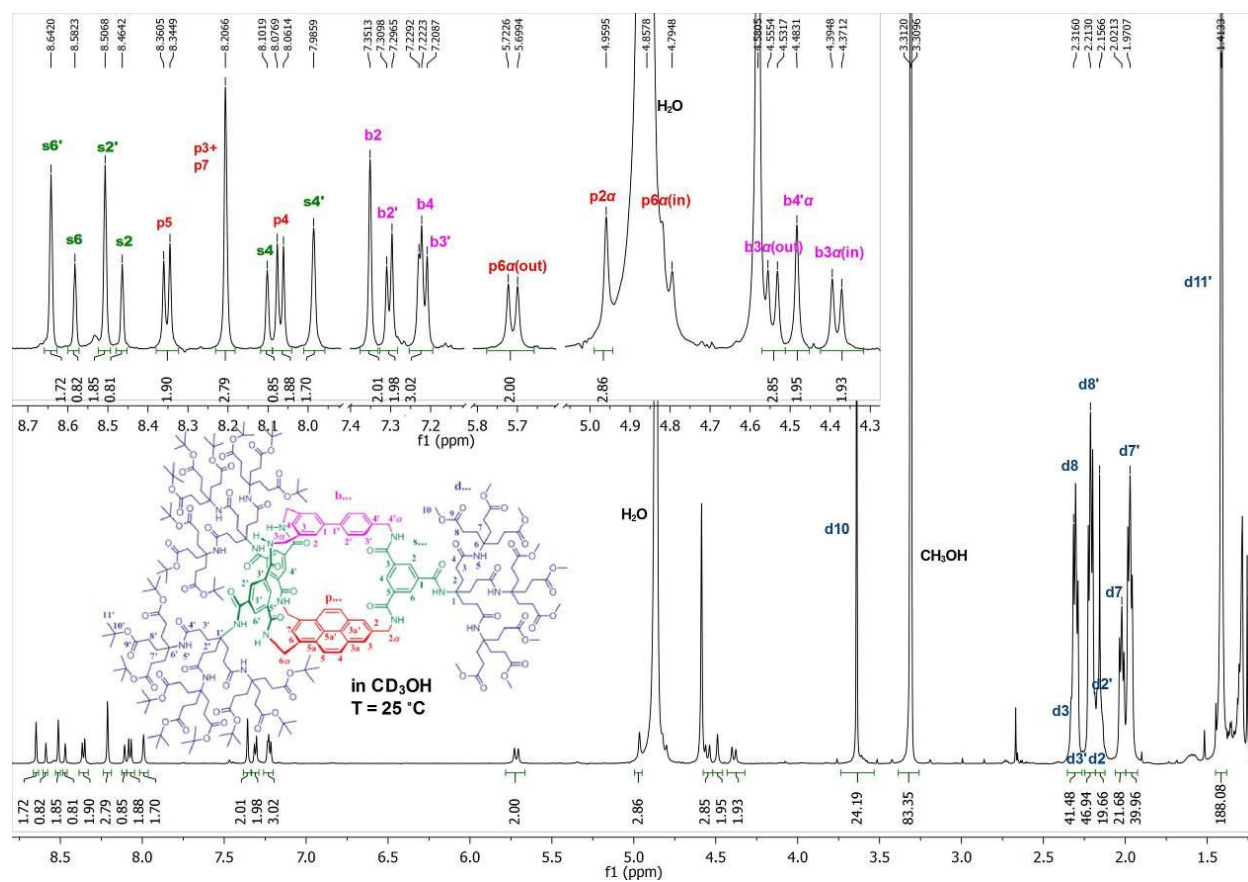 8.6420 8.5823 8.5068 8.4642 8.3605 8.3449 8.2066 8.1019 8.0769 8.0614 7.9859 7.3513 7.3098 7.2965 7.2292 7.2223 7.2087 5.7226 5.6994 4.9595 4.8578 4.7948 4.5805 4.5554 4.5317 4.4831 4.3948 4.3712 3.3120 3.3096 2.3160 2.2130 2.1566 2.0213 1.9707 1.4133
H₂O
s6' s2' b2
p3+
p7
s6 s2 p5 s4 p4 s4' b2' b4 b3'
p6α(out) p2α p6α(in) b3α(out) b4'α b3α(in)
d11'
1.72 0.82 1.85 0.81 1.90 2.79 0.85 1.88 1.70 2.01 1.98 3.02 2.00 2.86 2.85 1.95 1.93
8.7 8.6 8.5 8.4 8.3 8.2 8.1 8.0 7.4 7.3 7.2 5.8 5.7 5.0 4.9 4.8 4.7 4.6 4.5 4.4 4.3
f1 (ppm)
d8'
d8 d7'
b... d...
s...
p...
H₂O
d10
CH₃OH
d7
d2'
d3
d3' d2
in CD₃OH
T = 25 °C
1.72 0.82 1.85 0.81 1.90 2.79 0.85 1.88 1.70 2.01 1.98 3.02 2.00 2.86 2.85 1.95 1.93 24.19 83.35 41.48 46.94 19.66 21.68 39.96 188.08
8.5 8.0 7.5 7.0 6.5 6.0 5.5 5.0 4.5 4.0 3.5 3.0 2.5 2.0 1.5
f1 (ppm)